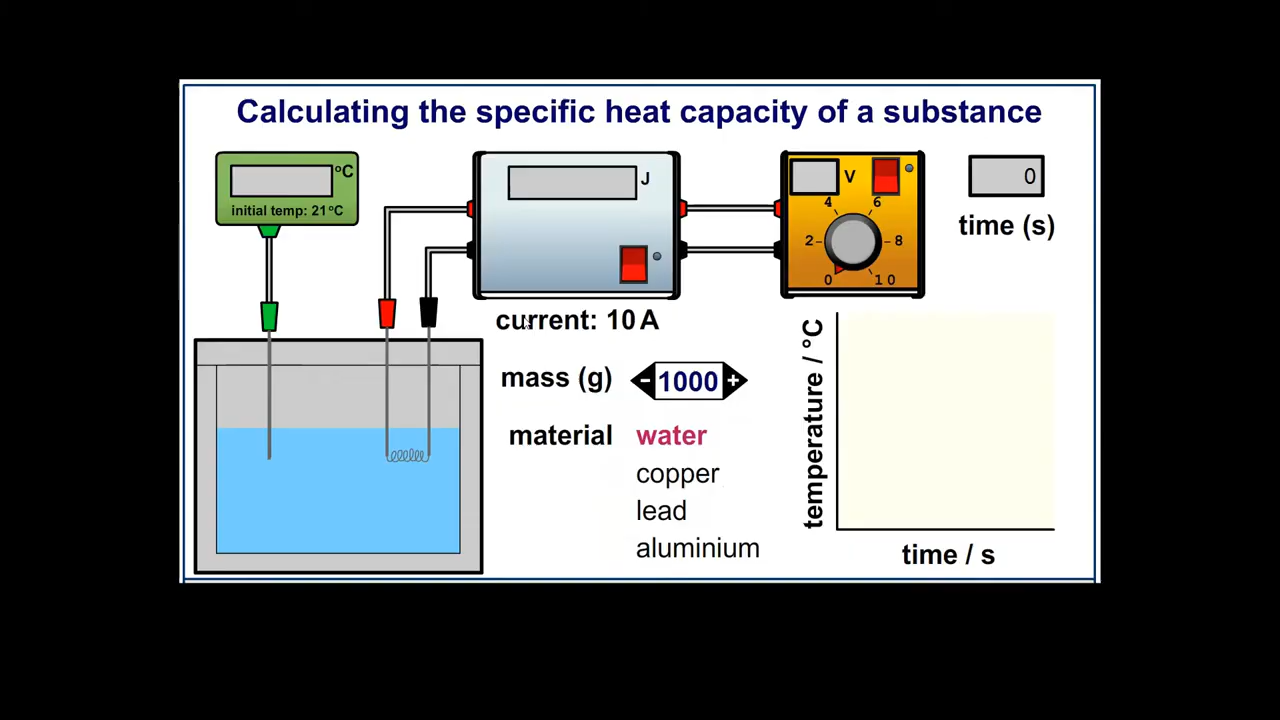 Calculating the specific heat capacity of a substance
°C
initial temp: 21°C
J
V
0
2
4
6
8
10
0
time (s)
current: 10 A
mass (g) - 1000 +
material water
copper
lead
aluminium
temperature / °C
time / s